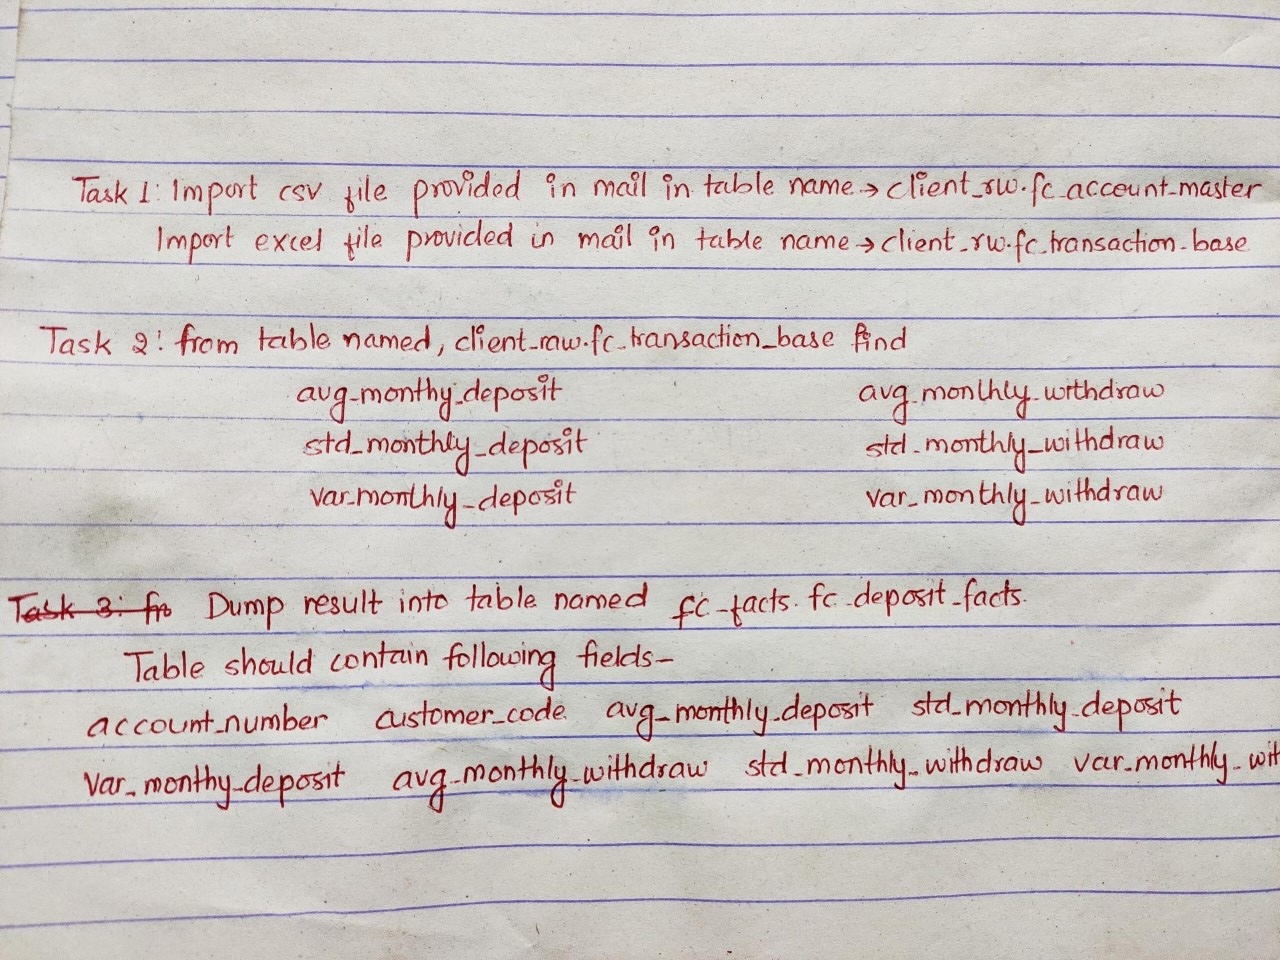 Task 1: Import csv file provided in mail in table name → client_rw.fc_account_master
Import excel file provided in mail in table name → client_rw.fc_transaction_base
Task 2: from table named, client_raw.fc_transaction_base find
avg_monthy_deposit avg_monthly_withdraw
std_monthly_deposit std_monthly_withdraw
var_monthly_deposit var_monthly_withdraw
Task 3: fro Dump result into table named fc_facts.fc_deposit_facts.
Table should contain following fields-
account_number customer_code avg_monthly_deposit std_monthly_deposit
Var_monthy_deposit avg_monthly_withdraw std_monthly_withdraw var_monthly_wit